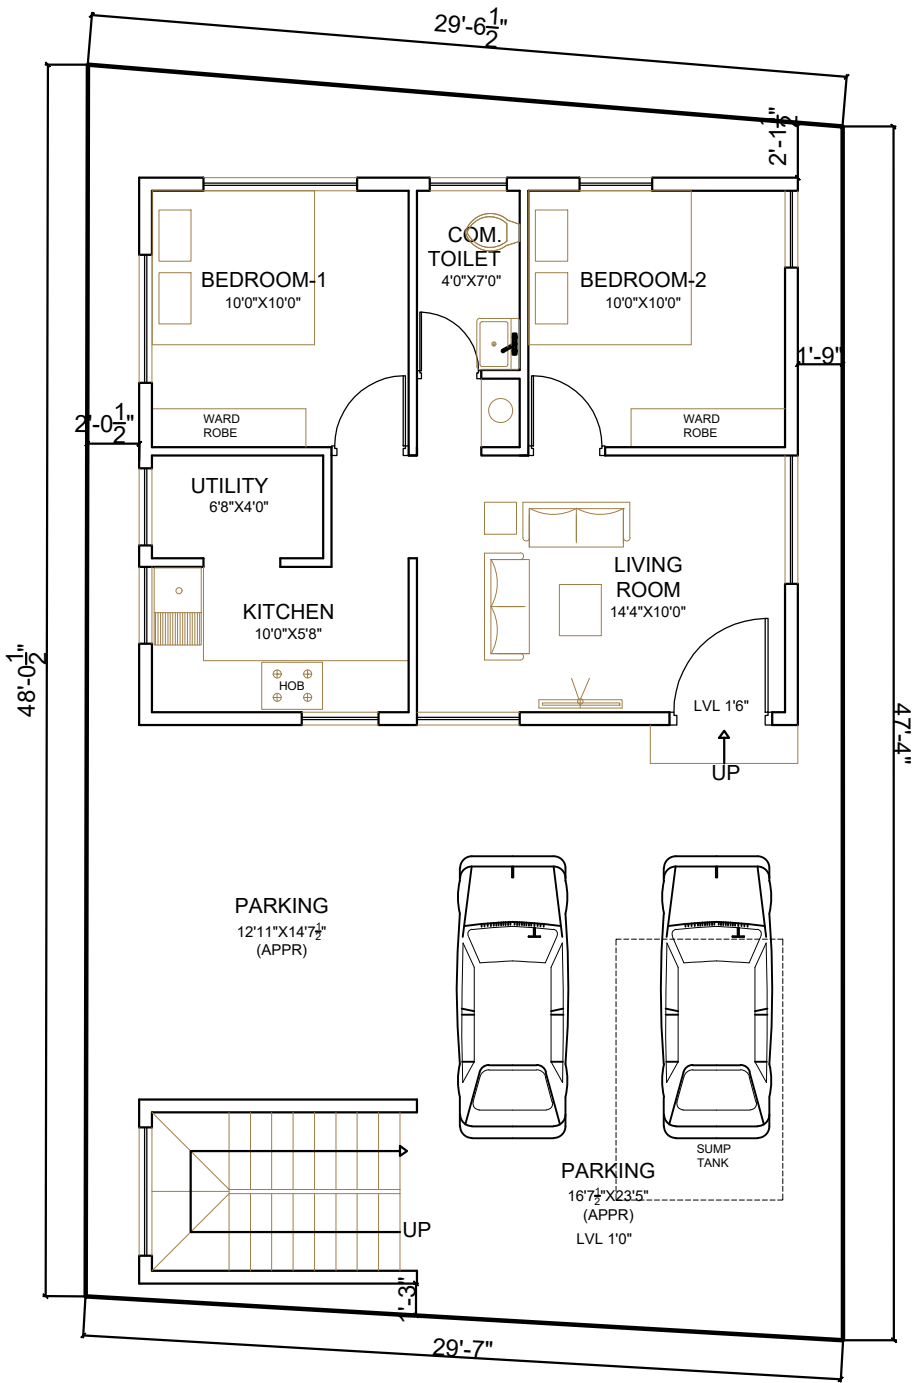 29'-6½"
2'-1½"
COM.
TOILET
4'0"X7'0"
BEDROOM-1
10'0"X10'0"
BEDROOM-2
10'0"X10'0"
1'-9"
2'-0½"
WARD
ROBE
WARD
ROBE
UTILITY
6'8"X4'0"
LIVING
ROOM
14'4"X10'0"
KITCHEN
10'0"X5'8"
HOB
48'-0½"
LVL 1'6"
47'-4"
UP
PARKING
12'11"X14'7½"
(APPR)
SUMP
TANK
PARKING
16'7½"X23'5"
(APPR)
LVL 1'0"
UP
1'-3"
29'-7"